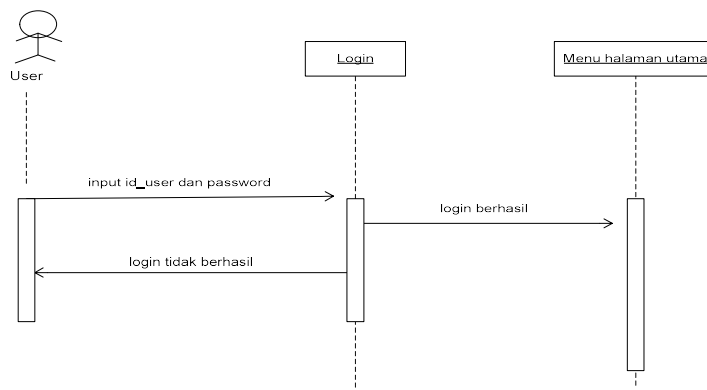 User
Login
Menu halaman utama
input id_user dan password
login berhasil
login tidak berhasil